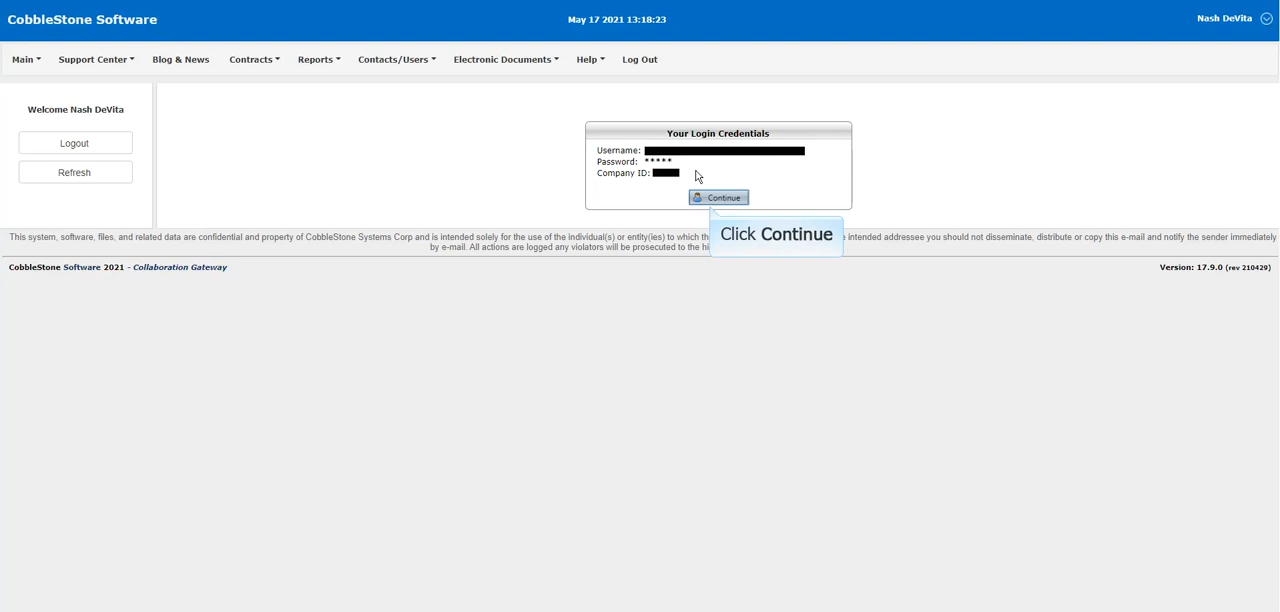 CobbleStone Software
May 17 2021 13:18:23
Nash DeVita
Main Support Center Blog & News Contracts Reports Contacts/Users Electronic Documents Help Log Out
Welcome Nash DeVita
Logout
Refresh
Your Login Credentials
Username:
Password: *****
Company ID:
Continue
Click Continue
This system, software, files, and related data are confidential and property of CobbleStone Systems Corp and is intended solely for the use of the individual(s) or entity(ies) to which th e intended addressee you should not disseminate, distribute or copy this e-mail and notify the sender immediately
by e-mail. All actions are logged any violators will be prosecuted to the hi
CobbleStone Software 2021 - Collaboration Gateway
Version: 17.9.0 (rev 210429)